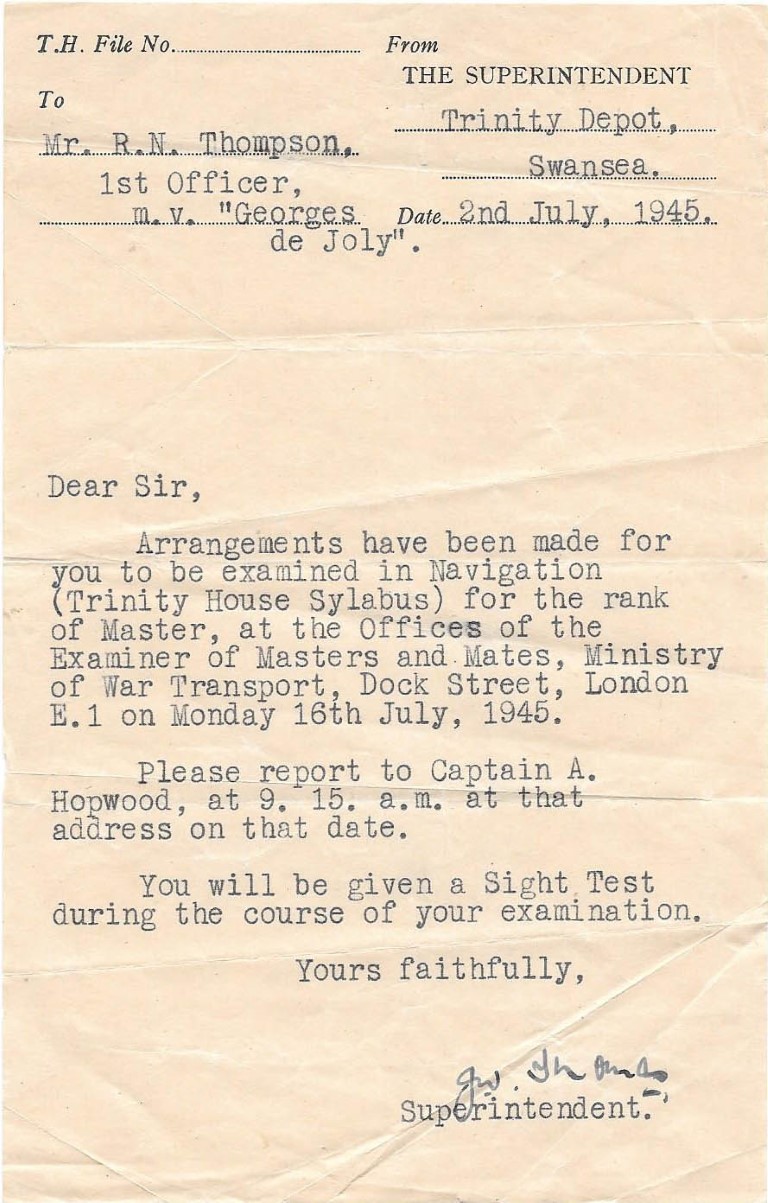 T.H. File No.
From
THE SUPERINTENDENT
To
Trinity Depot,
Mr. R.N. Thompson,
Swansea.
1st Officer,
m.v. "Georges
Date 2nd July, 1945.
de Joly".
Dear Sir,
Arrangements have been made for
you to be examined in Navigation
(Trinity House Sylabus) for the rank
of Master, at the Offices of the
Examiner of Masters and Mates, Ministry
of War Transport, Dock Street, London
E.1 on Monday 16th July, 1945.
Please report to Captain A.
Hopwood, at 9. 15. a.m. at that
address on that date.
You will be given a Sight Test
during the course of your examination.
Yours faithfully,
Superintendent.